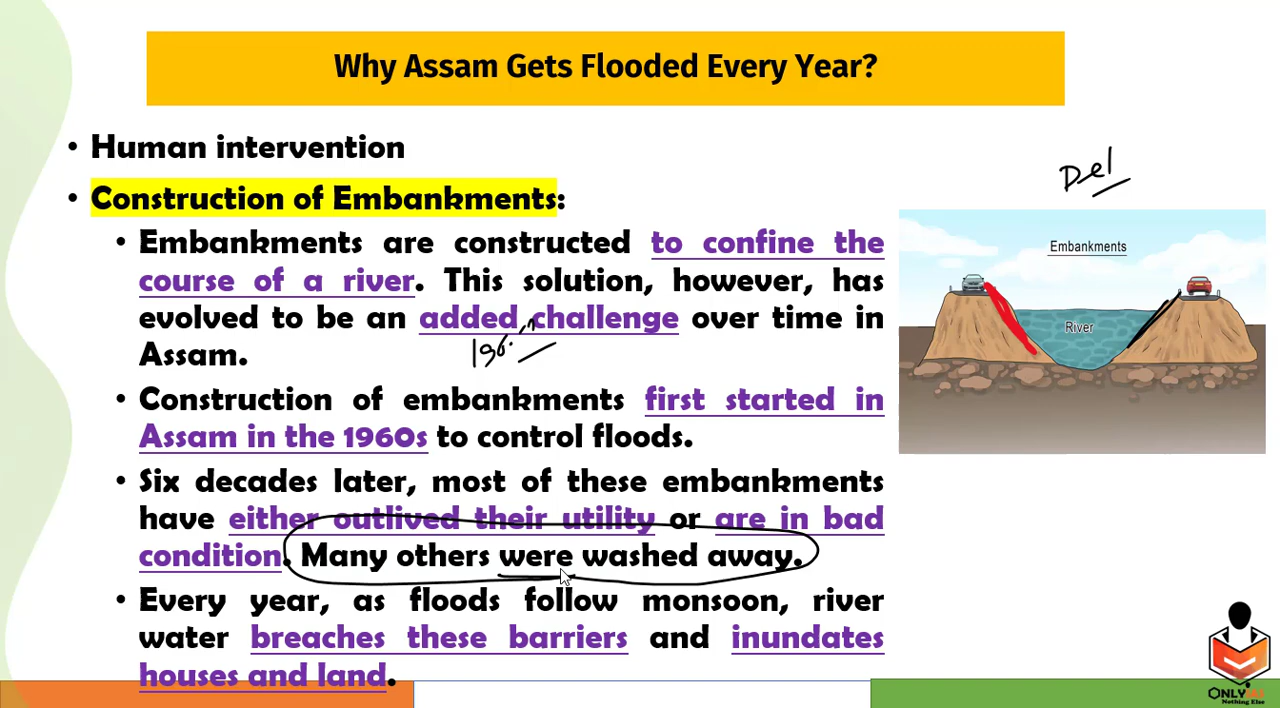 Why Assam Gets Flooded Every Year?
• Human intervention
• Construction of Embankments:
• Embankments are constructed to confine the
course of a river. This solution, however, has
evolved to be an added challenge over time in
Assam.
• Construction of embankments first started in
Assam in the 1960s to control floods.
• Six decades later, most of these embankments
have either outlived their utility or are in bad
condition. Many others were washed away.
• Every year, as floods follow monsoon, river
water breaches these barriers and inundates
houses and land.
Del
Embankments
River
ONLYIAS
Nothing Else